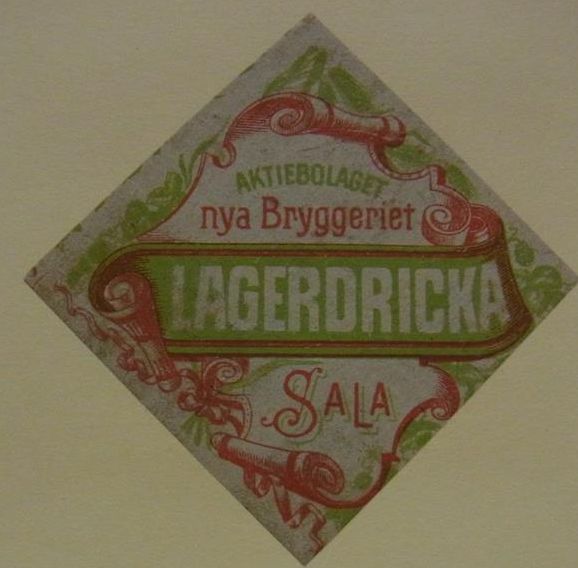 AKTIEBOLAGET
nya Bryggeriet
LAGERDRICKA
SALA